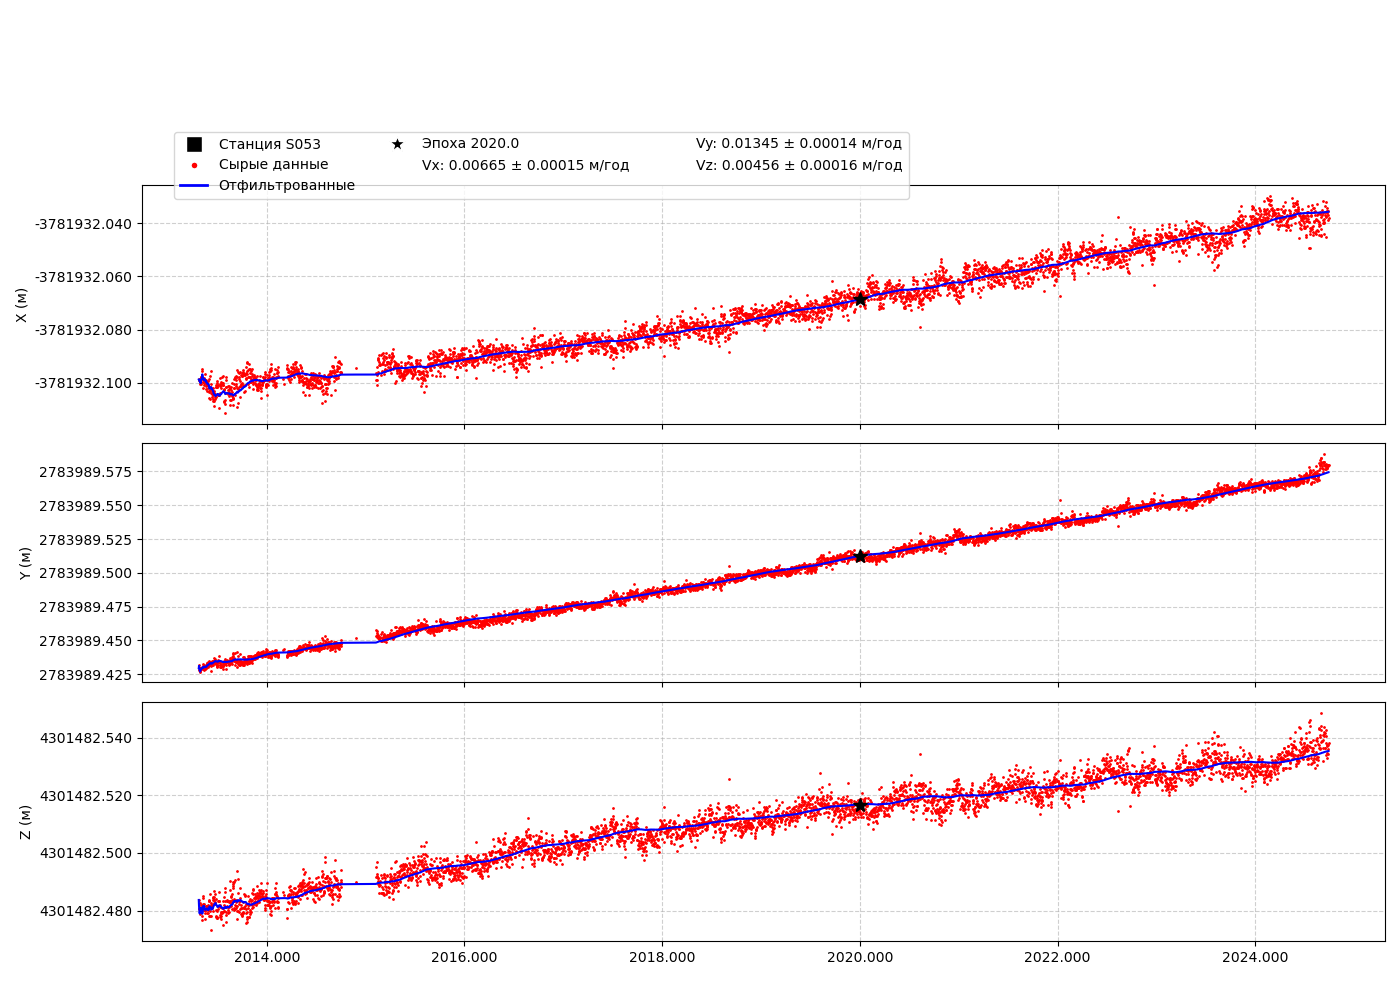 Станция S053
Сырые данные
Отфильтрованные
Эпоха 2020.0
Vx: 0.00665 ± 0.00015 м/год
Vy: 0.01345 ± 0.00014 м/год
Vz: 0.00456 ± 0.00016 м/год
X (м)
-3781932.040
-3781932.060
-3781932.080
-3781932.100
Y (м)
2783989.575
2783989.550
2783989.525
2783989.500
2783989.475
2783989.450
2783989.425
Z (м)
4301482.540
4301482.520
4301482.500
4301482.480
2014.000 2016.000 2018.000 2020.000 2022.000 2024.000